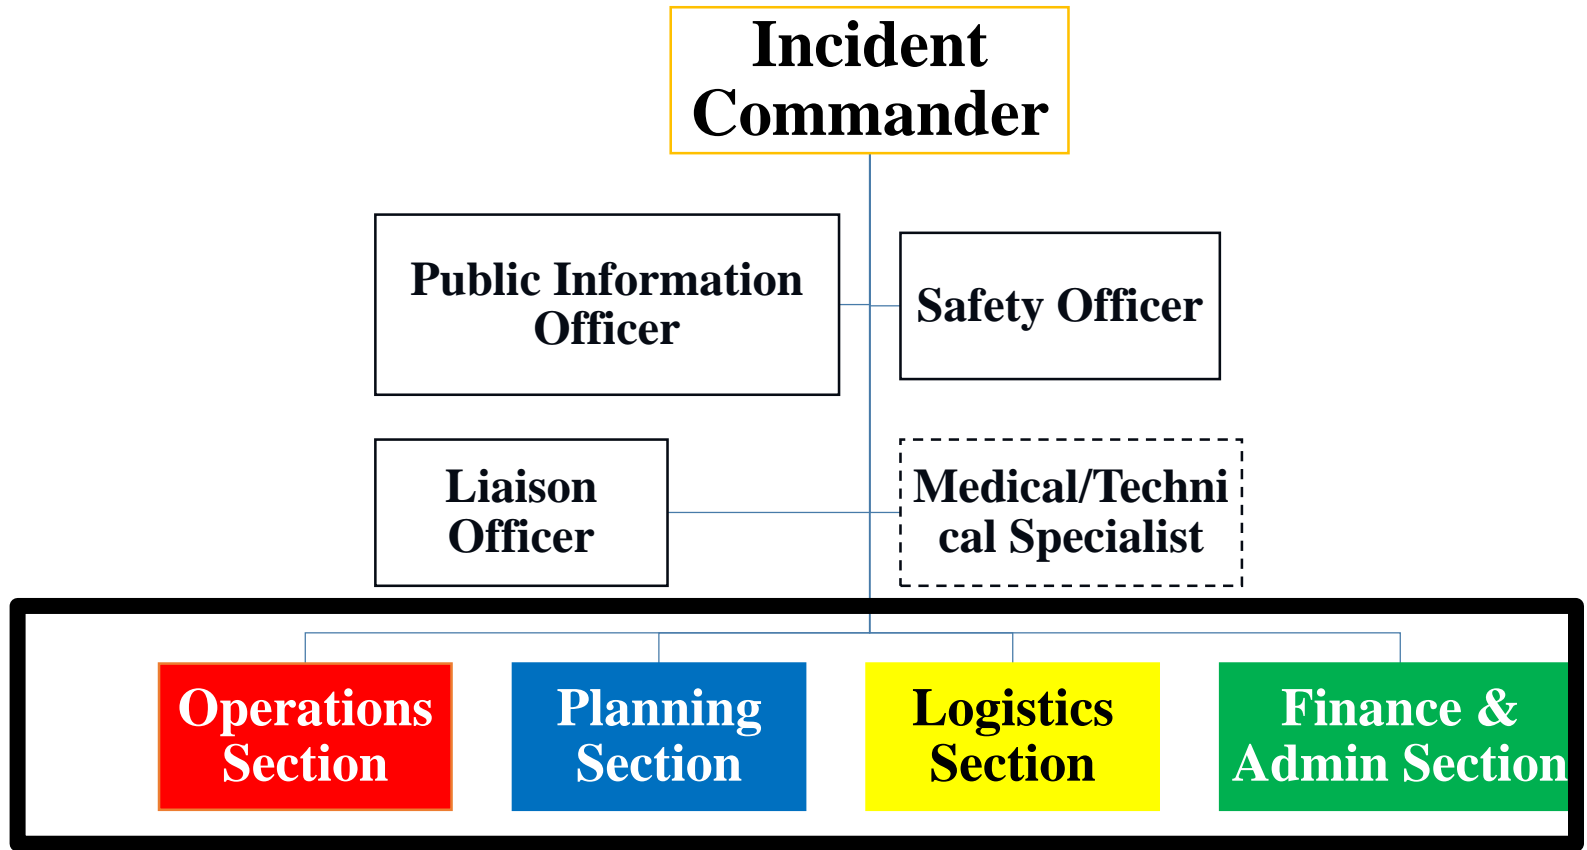 Incident
Commander
Public Information
Officer
Safety Officer
Liaison
Officer
Medical/Techni
cal Specialist
Operations
Section
Planning
Section
Logistics
Section
Finance &
Admin Section